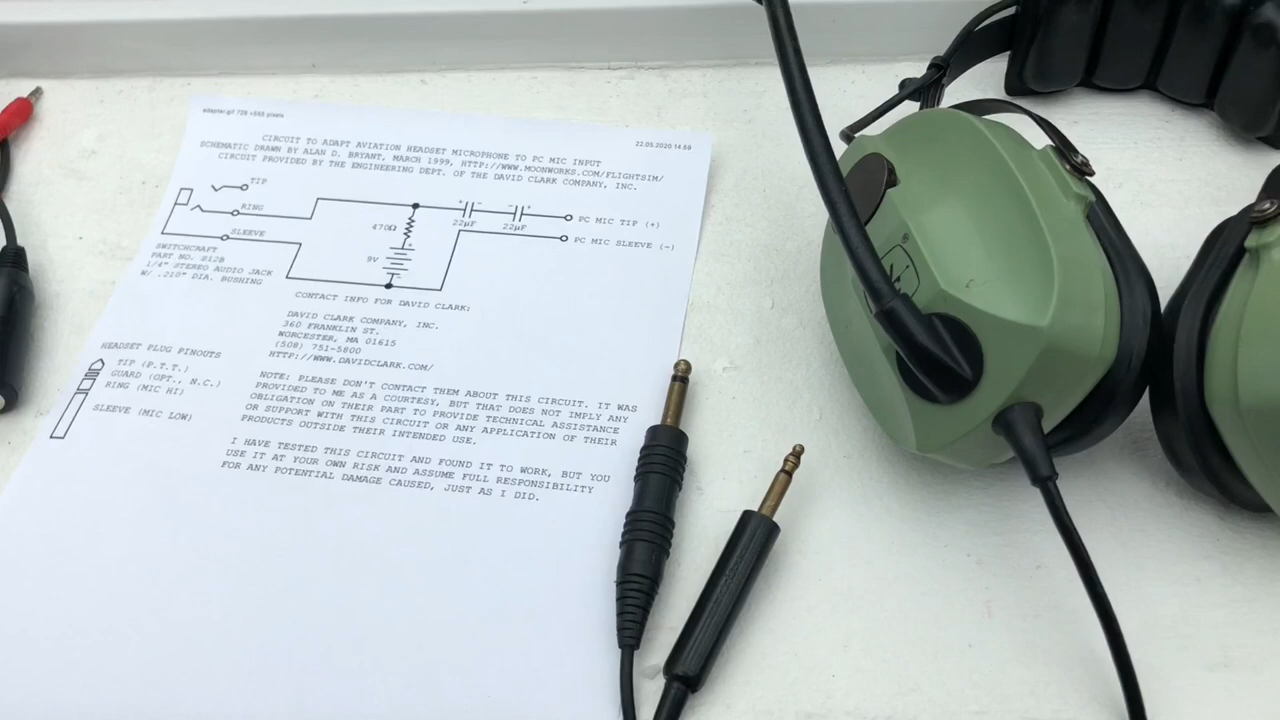 adapter.gif 728 ×568 pixels
22.05.2020 14.59
CIRCUIT TO ADAPT AVIATION HEADSET MICROPHONE TO PC MIC INPUT
SCHEMATIC DRAWN BY ALAN D. BRYANT, MARCH 1999, HTTP://WWW.MOONWORKS.COM/FLIGHTSIM/
CIRCUIT PROVIDED BY THE ENGINEERING DEPT. OF THE DAVID CLARK COMPANY, INC.
TIP
RING
SLEEVE
470Ω
9V
+
-
+ -
- +
22µF
22µF
PC MIC TIP (+)
PC MIC SLEEVE (-)
SWITCHCRAFT
PART NO. S12B
1/4" STEREO AUDIO JACK
W/ .210" DIA. BUSHING
CONTACT INFO FOR DAVID CLARK:
DAVID CLARK COMPANY, INC.
360 FRANKLIN ST.
WORCESTER, MA 01615
(508) 751-5800
HTTP://WWW.DAVIDCLARK.COM/
HEADSET PLUG PINOUTS
TIP (P.T.T.)
GUARD (OPT., N.C.)
RING (MIC HI)
SLEEVE (MIC LOW)
NOTE: PLEASE DON'T CONTACT THEM ABOUT THIS CIRCUIT. IT WAS
PROVIDED TO ME AS A COURTESY, BUT THAT DOES NOT IMPLY ANY
OBLIGATION ON THEIR PART TO PROVIDE TECHNICAL ASSISTANCE
OR SUPPORT WITH THIS CIRCUIT OR ANY APPLICATION OF THEIR
PRODUCTS OUTSIDE THEIR INTENDED USE.
I HAVE TESTED THIS CIRCUIT AND FOUND IT TO WORK, BUT YOU
USE IT AT YOUR OWN RISK AND ASSUME FULL RESPONSIBILITY
FOR ANY POTENTIAL DAMAGE CAUSED, JUST AS I DID.
®